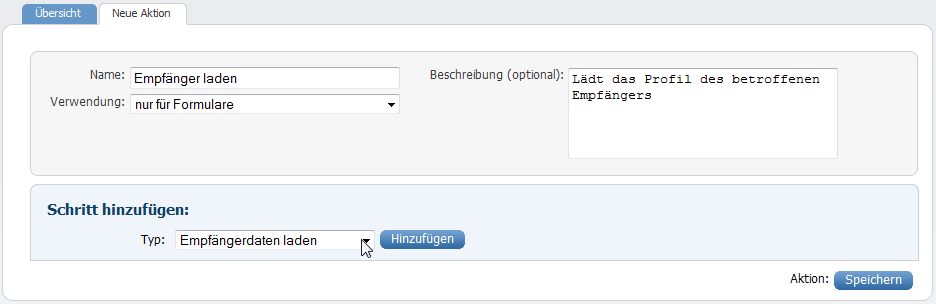 Übersicht Neue Aktion
Name: Empfänger laden Beschreibung (optional): Lädt das Profil des betroffenen
Empfängers
Verwendung: nur für Formulare
Schritt hinzufügen:
Typ: Empfängerdaten laden Hinzufügen
Aktion: Speichern